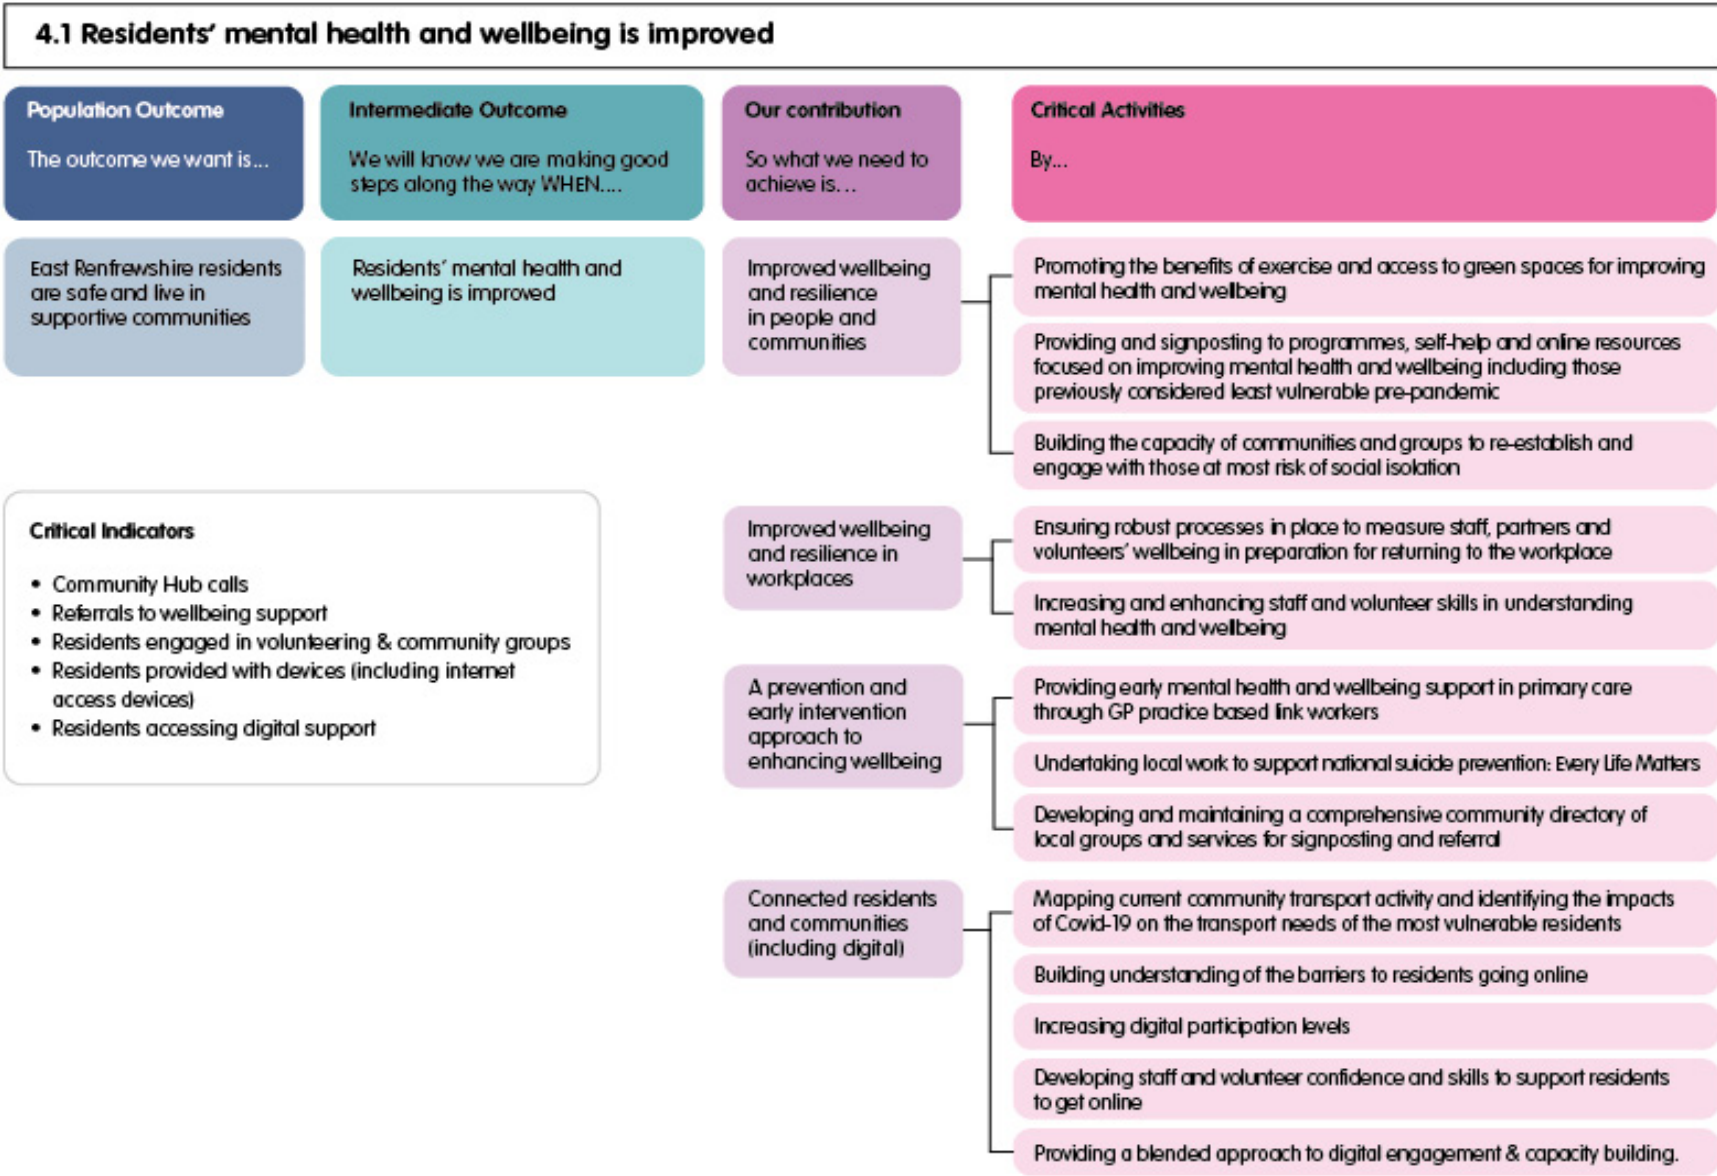 4.1 Residents’ mental health and wellbeing is improved
Population Outcome
The outcome we want is...
Intermediate Outcome
We will know we are making good
steps along the way WHEN....
Our contribution
So what we need to
achieve is…
Critical Activities
By...
East Renfrewshire residents
are safe and live in
supportive communities
Residents’ mental health and
wellbeing is improved
Improved wellbeing
and resilience
in people and
communities
Promoting the benefits of exercise and access to green spaces for improving
mental health and wellbeing
Providing and signposting to programmes, self-help and online resources
focused on improving mental health and wellbeing including those
previously considered least vulnerable pre-pandemic
Building the capacity of communities and groups to re-establish and
engage with those at most risk of social isolation
Critical Indicators
• Community Hub calls
• Referrals to wellbeing support
• Residents engaged in volunteering & community groups
• Residents provided with devices (including internet
access devices)
• Residents accessing digital support
Improved wellbeing
and resilience in
workplaces
Ensuring robust processes in place to measure staff, partners and
volunteers’ wellbeing in preparation for returning to the workplace
Increasing and enhancing staff and volunteer skills in understanding
mental health and wellbeing
A prevention and
early intervention
approach to
enhancing wellbeing
Providing early mental health and wellbeing support in primary care
through GP practice based link workers
Undertaking local work to support national suicide prevention: Every Life Matters
Developing and maintaining a comprehensive community directory of
local groups and services for signposting and referral
Connected residents
and communities
(including digital)
Mapping current community transport activity and identifying the impacts
of Covid-19 on the transport needs of the most vulnerable residents
Building understanding of the barriers to residents going online
Increasing digital participation levels
Developing staff and volunteer confidence and skills to support residents
to get online
Providing a blended approach to digital engagement & capacity building.